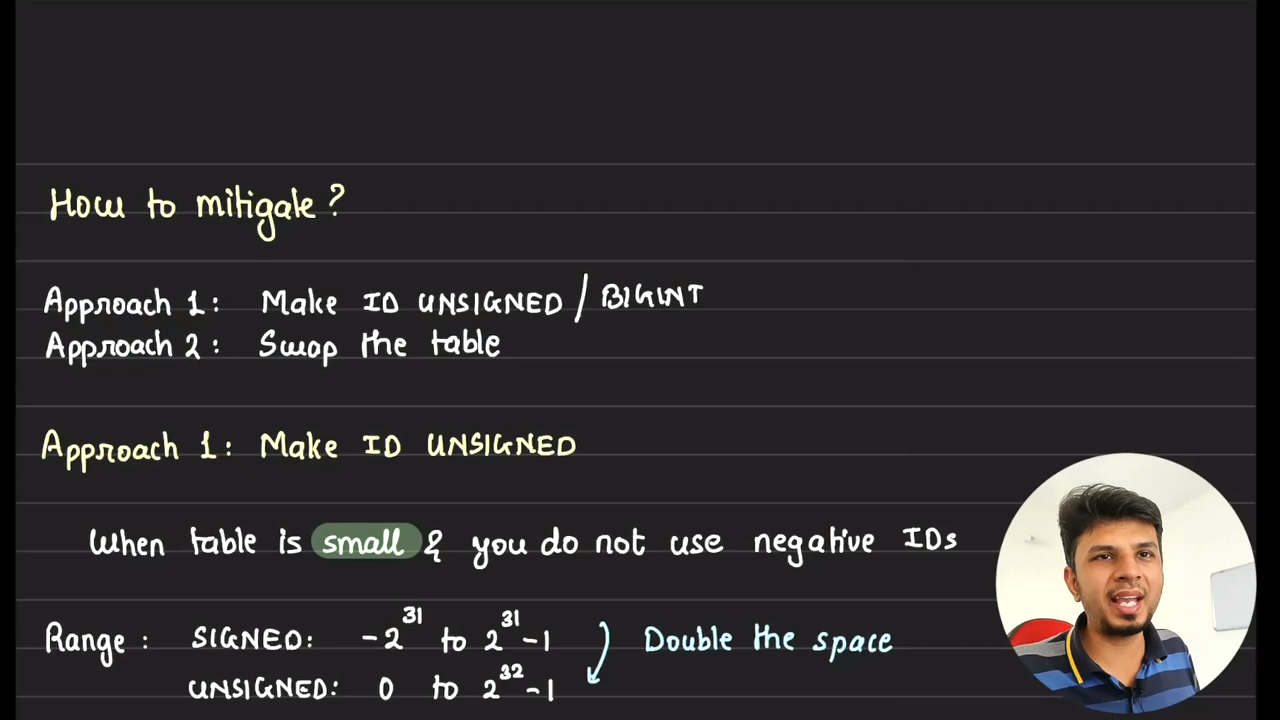 How to mitigate?
Approach 1: Make ID UNSIGNED / BIGINT
Approach 2: Swap the table
Approach 1: Make ID UNSIGNED
When table is small & you do not use negative IDs
Range: SIGNED: -2^31 to 2^31-1 Double the space
UNSIGNED: 0 to 2^32-1